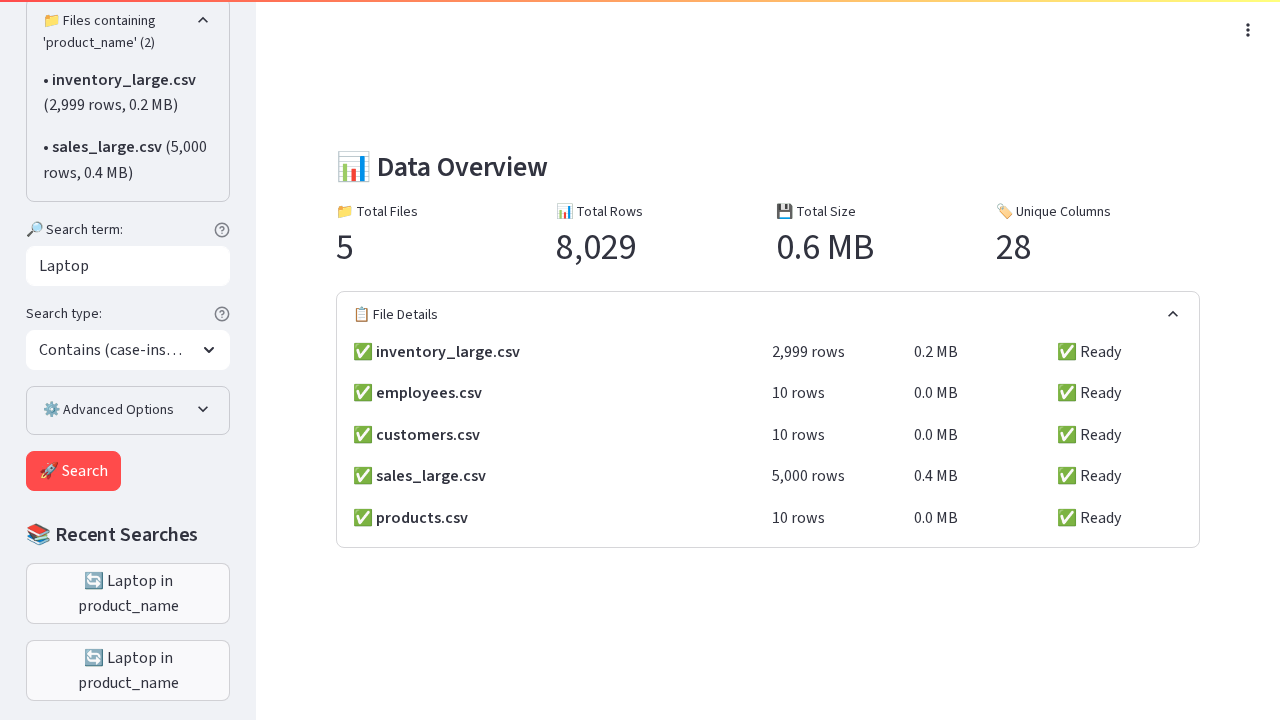 📁 Files containing
'product_name' (2)
• inventory_large.csv
(2,999 rows, 0.2 MB)
• sales_large.csv (5,000
rows, 0.4 MB)
🔎 Search term:
Laptop
Search type:
Contains (case-ins…
⚙️ Advanced Options
🚀 Search
📚 Recent Searches
🔄 Laptop in
product_name
🔄 Laptop in
product_name
📊 Data Overview
📁 Total Files
5
📊 Total Rows
8,029
💾 Total Size
0.6 MB
🏷️ Unique Columns
28
📋 File Details
✅ inventory_large.csv 2,999 rows 0.2 MB ✅ Ready
✅ employees.csv 10 rows 0.0 MB ✅ Ready
✅ customers.csv 10 rows 0.0 MB ✅ Ready
✅ sales_large.csv 5,000 rows 0.4 MB ✅ Ready
✅ products.csv 10 rows 0.0 MB ✅ Ready